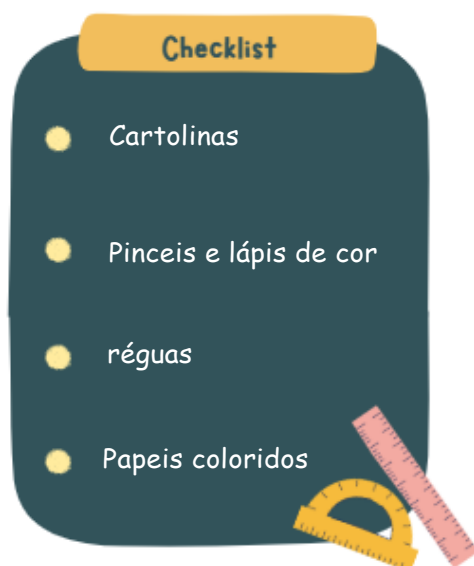 Checklist
Cartolinas
Pinceis e lápis de cor
réguas
Papeis coloridos